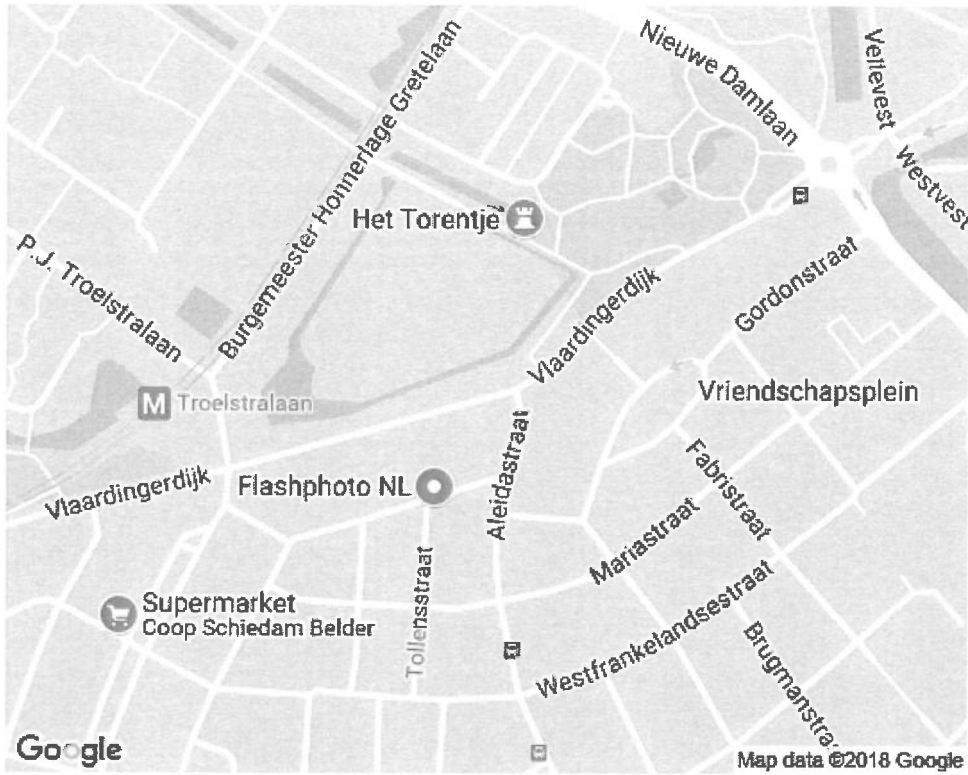 Nieuwe Damlaan
Vellevest
Westvest
Burgemeester Honnerlage Gretelaan
Het Torentje
P.J. Troelstralaan
Gordonstraat
Vlaardingerdijk
M Troelstralaan
Vriendschapsplein
Aleidastraat
Fabristraat
Vlaardingerdijk
Flashphoto NL
Mariastraat
Supermarket
Coop Schiedam Belder
Tollensstraat
Westfrankelandsestraat
Brugmanstraa
Google
Map data ©2018 Google